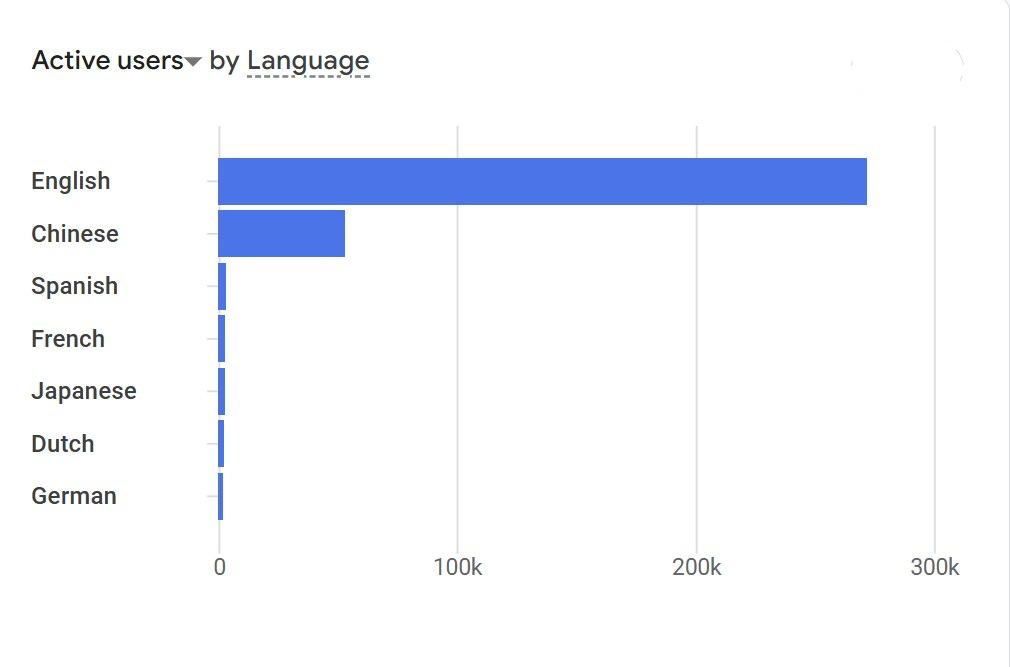 Active users by Language
English
Chinese
Spanish
French
Japanese
Dutch
German
0 100k 200k 300k